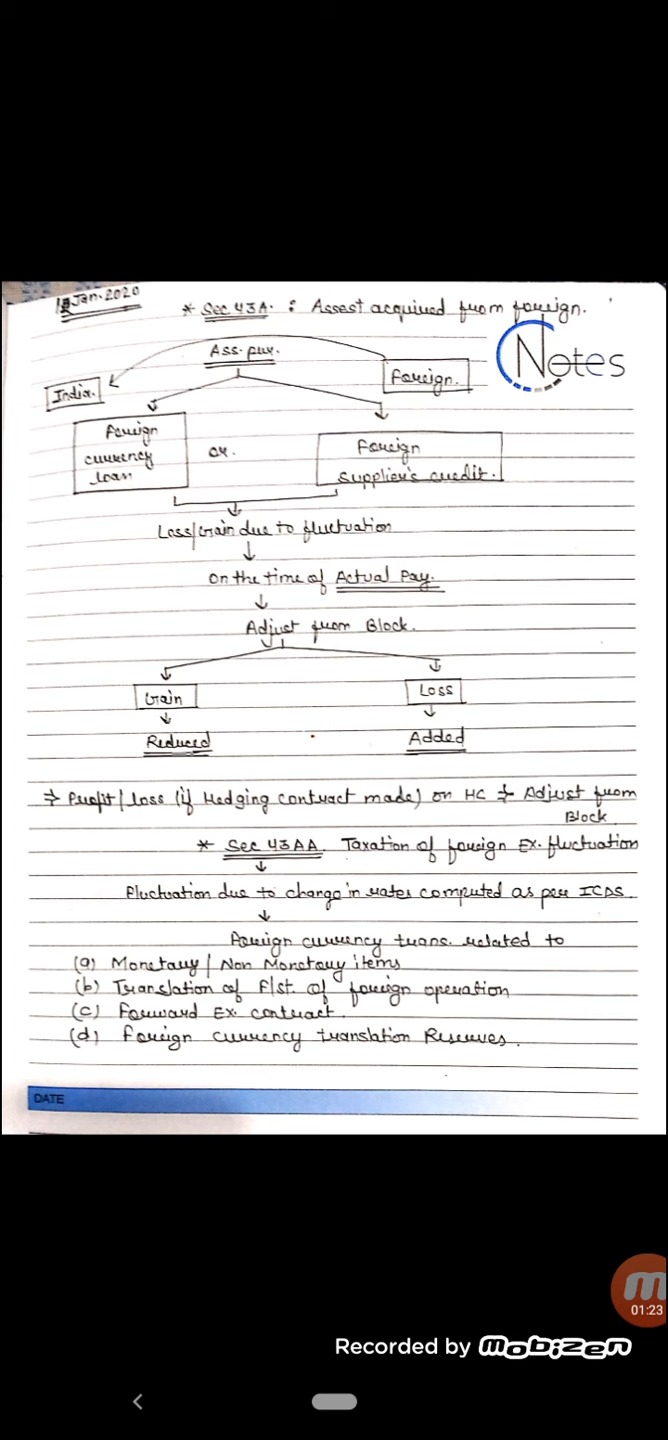 12 Jan. 2020
* Sec 43A. : Assest acquired from foreign.
Notes
Ass. pur.
India.
Foreign.
Foreign currency loan
or.
Foreign supplier's credit.
Loss/Gain due to fluctuation
On the time of Actual Pay.
Adjust from Block.
Gain
Loss
Reduced
Added
⇒ Profit/loss (if Hedging contract made) on HC ÷ Adjust from
Block
* Sec 43AA. Taxation of foreign Ex. fluctuation
Fluctuation due to change in rates computed as per ICDS.
Foreign currency trans. related to
(a) Monetary / Non Monetary items
(b) Translation of F/st. of foreign operation
(c) Forward Ex. contract.
(d) Foreign currency translation Reserves.
DATE
01:23
Recorded by mobizen